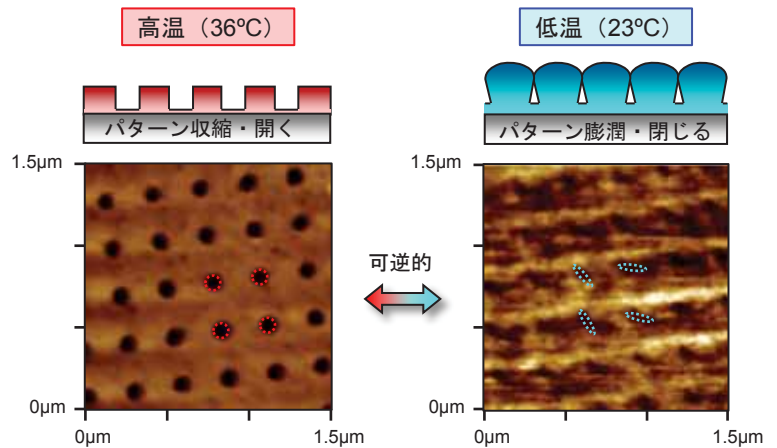 高温（36ºC）
低温（23ºC）
パターン収縮・開く
パターン膨潤・閉じる
1.5µm
1.5µm
可逆的
0µm
0µm
0µm
1.5µm
0µm
1.5µm